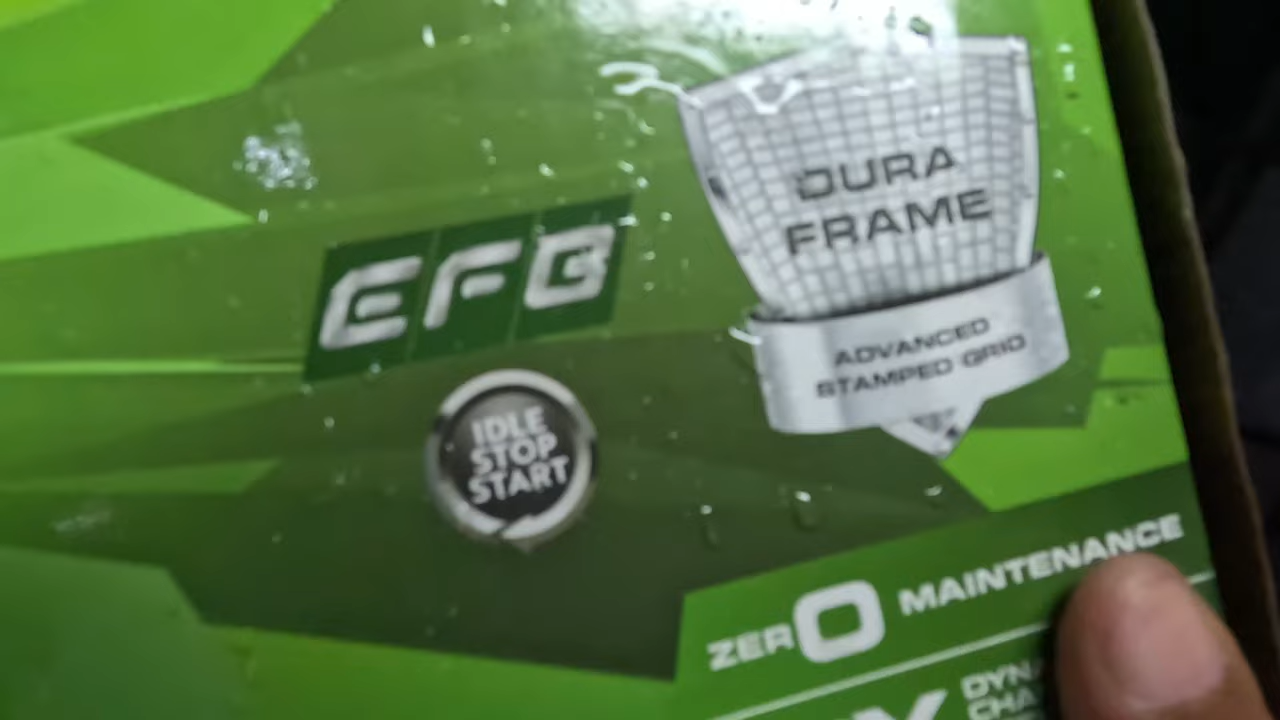 DURA
FRAME
EFB
ADVANCED
STAMPED GRID
IDLE
STOP
START
ZERO MAINTENANCE